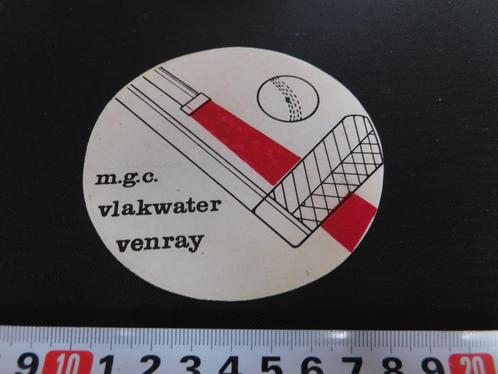 m.g.c.
vlakwater
venray
9 10 1 2 3 4 5 6 7 8 9 20